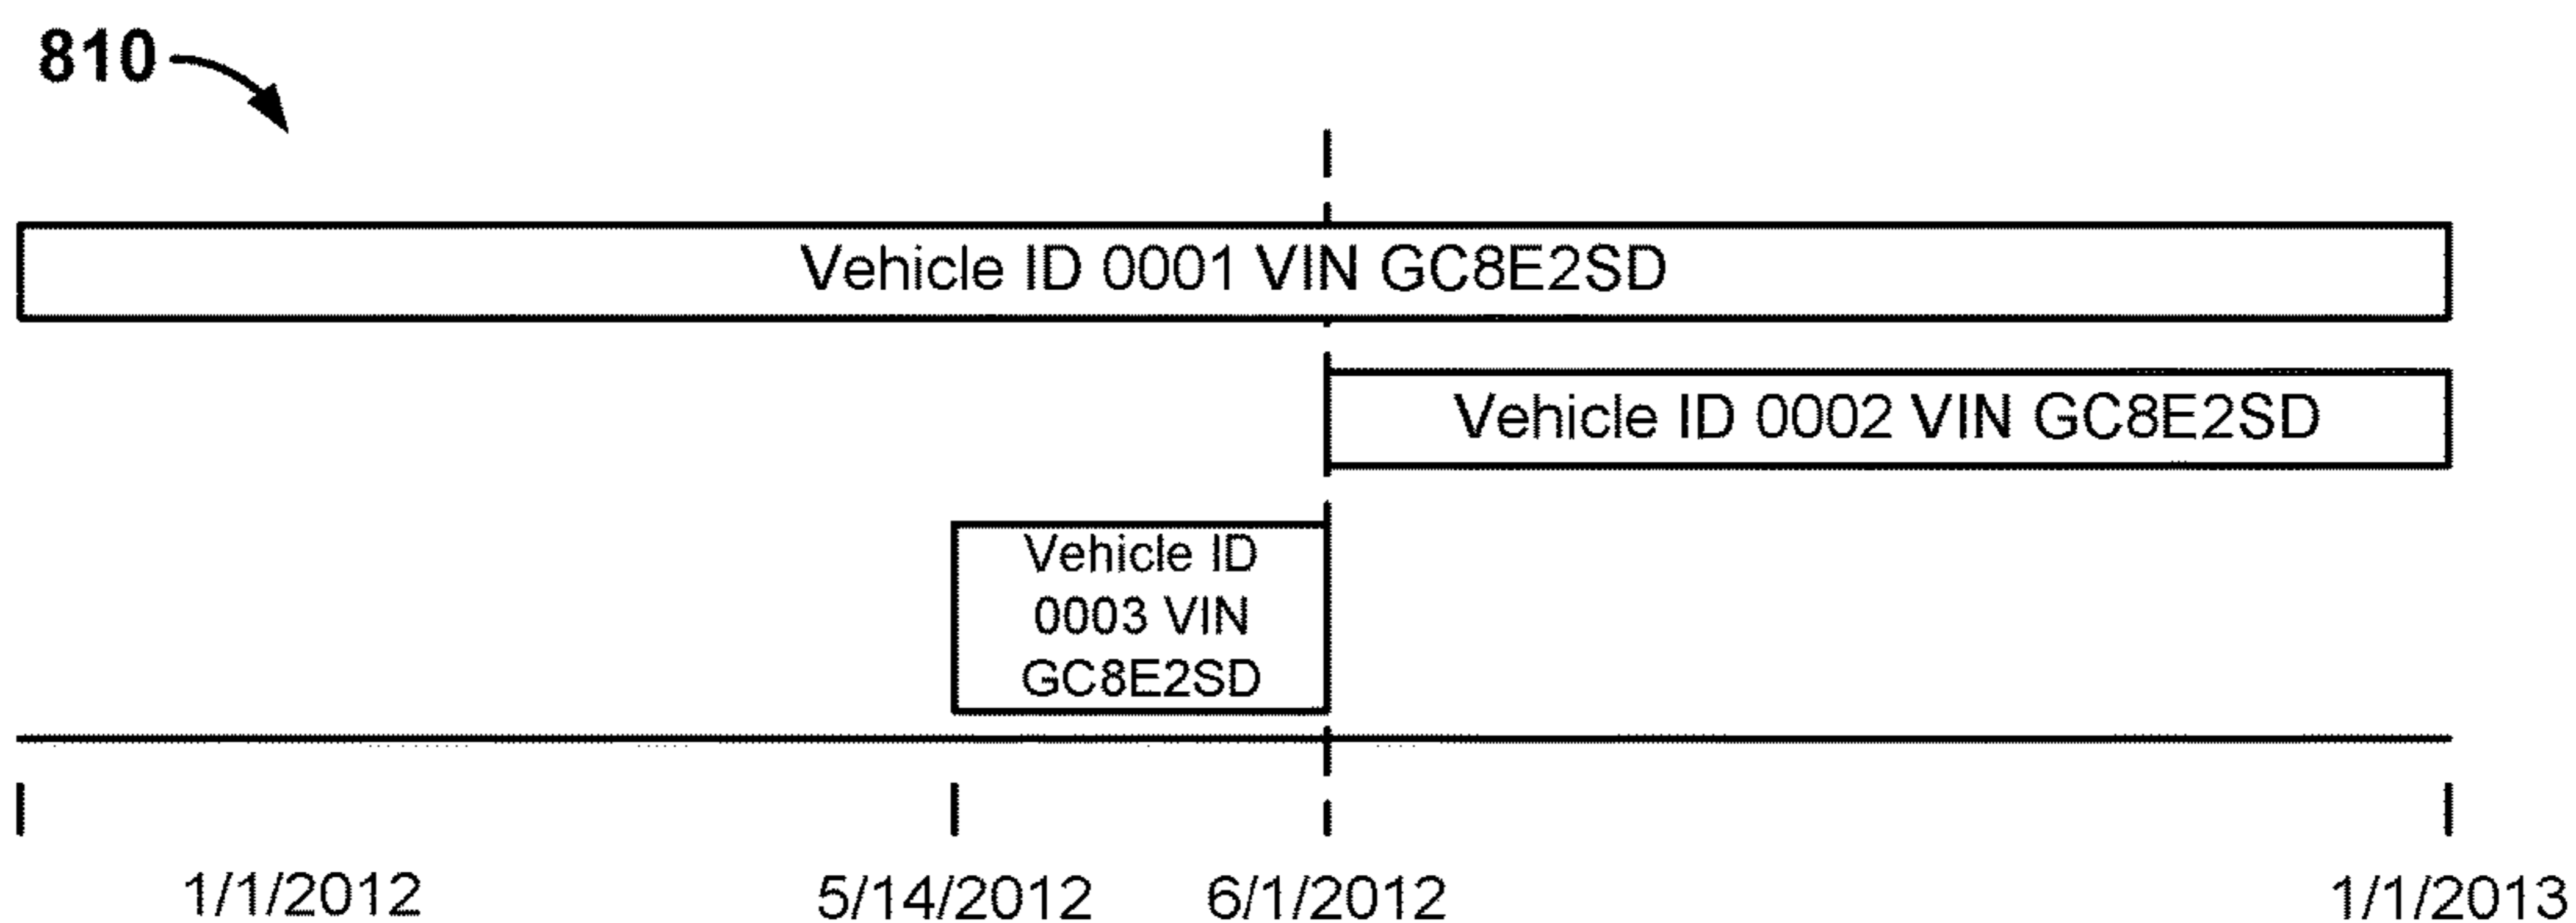 810
Vehicle ID 0001 VIN GC8E2SD
Vehicle ID 0002 VIN GC8E2SD
Vehicle ID
0003 VIN
GC8E2SD
1/1/2012
5/14/2012
6/1/2012
1/1/2013